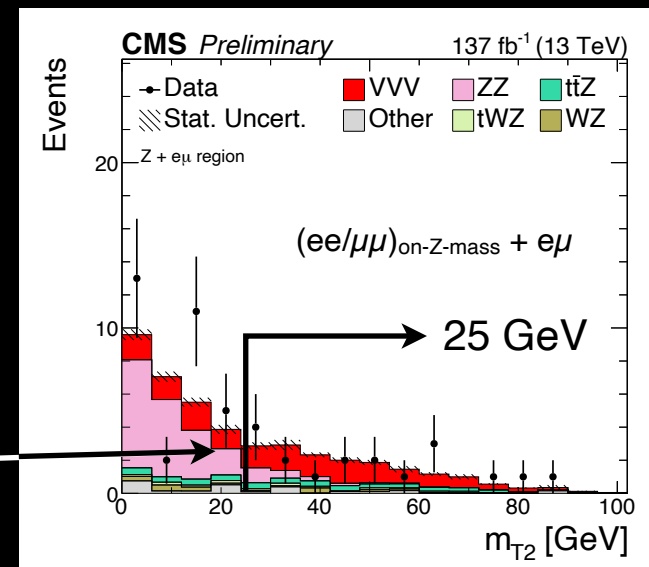 CMS Preliminary 137 fb⁻¹ (13 TeV)
Events
Data VVV ZZ tt̄Z
Stat. Uncert. Other tWZ WZ
Z + eμ region
20
(ee/μμ)on-Z-mass + eμ
10
25 GeV
0
0 20 40 60 80 100
mT2 [GeV]